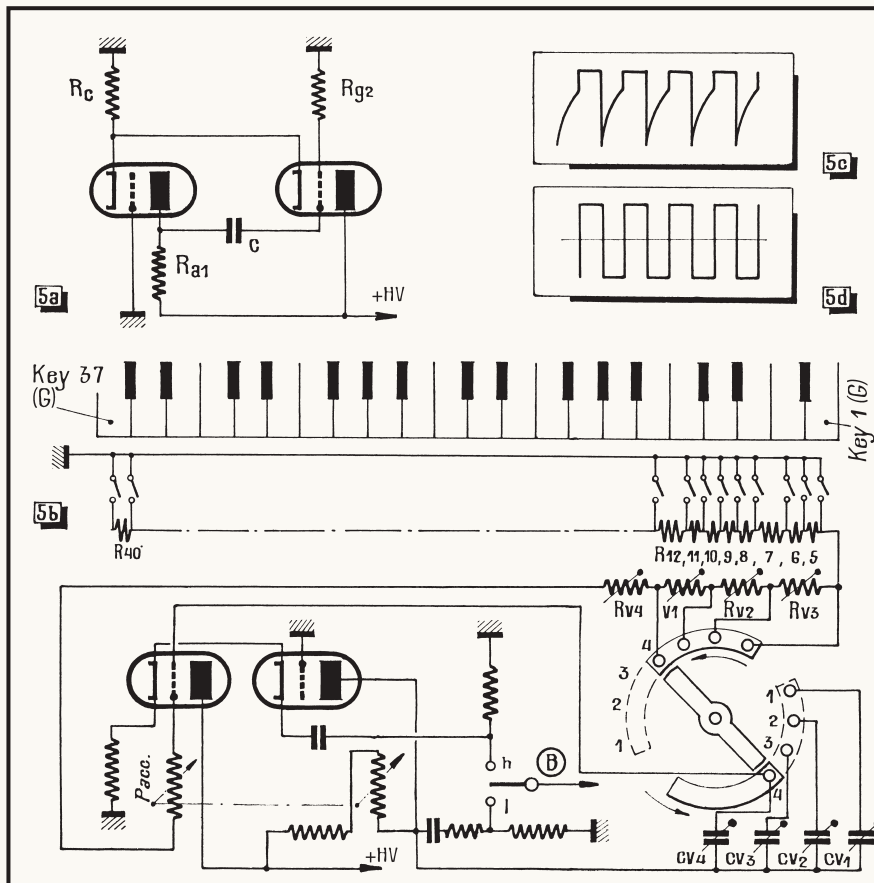 Rc
Rg2
C
Ra1
+HV
5a
5c
5d
Key 37
(G)
Key 1 (G)
5b
R40
R12, 11, 10, 9, 8, 7, 6, 5
Rv4
V1
Rv2
Rv3
4
3
2
1
1
2
3
4
Pacc.
h
B
l
+HV
CV4
CV3
CV2
CV1